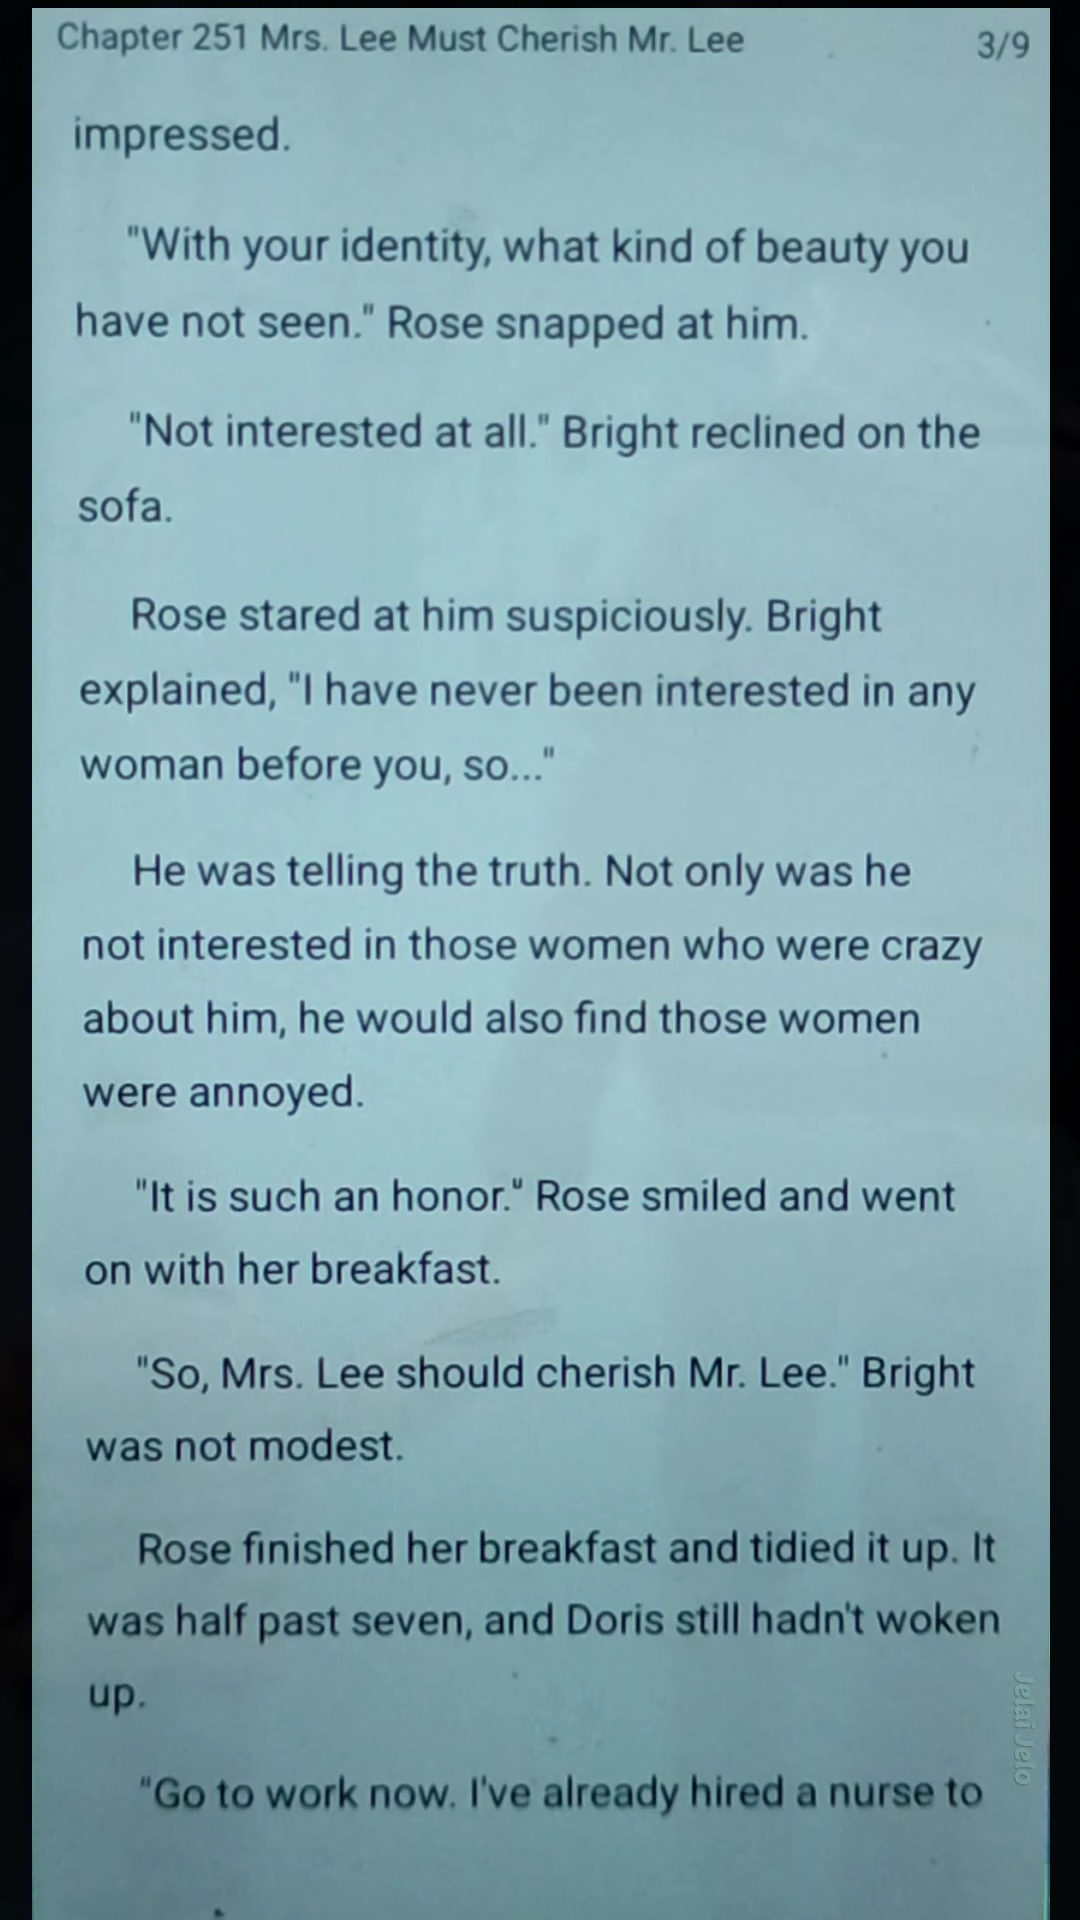 Chapter 251 Mrs. Lee Must Cherish Mr. Lee 3/9
impressed.
"With your identity, what kind of beauty you
have not seen." Rose snapped at him.
"Not interested at all." Bright reclined on the
sofa.
Rose stared at him suspiciously. Bright
explained, "I have never been interested in any
woman before you, so..."
He was telling the truth. Not only was he
not interested in those women who were crazy
about him, he would also find those women
were annoyed.
"It is such an honor." Rose smiled and went
on with her breakfast.
"So, Mrs. Lee should cherish Mr. Lee." Bright
was not modest.
Rose finished her breakfast and tidied it up. It
was half past seven, and Doris still hadn't woken
up.
"Go to work now. I've already hired a nurse to
Jelai Jelo